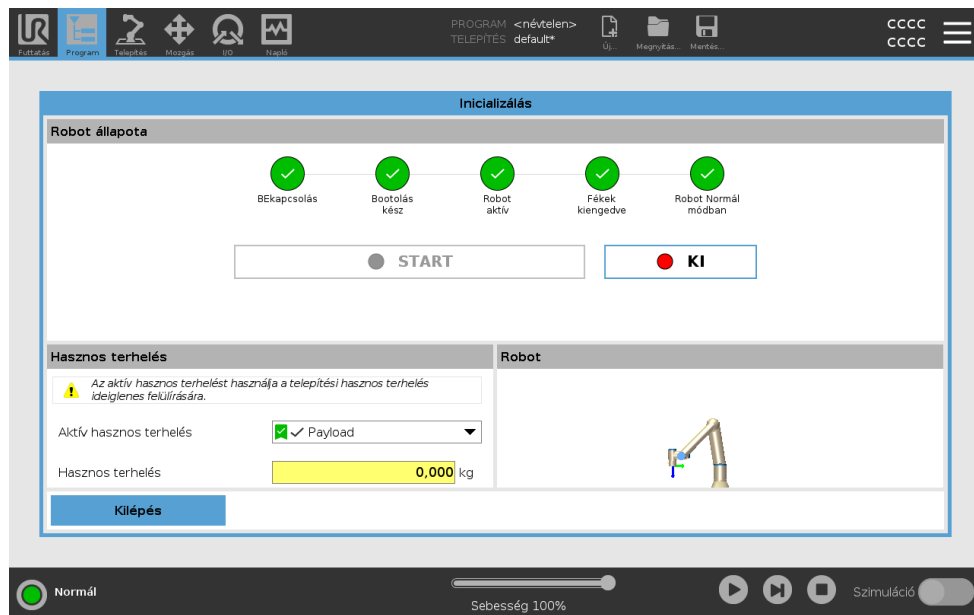 UR
PROGRAM <névtelen>
TELEPÍTÉS default*
CCCC
CCCC
Futtatás
Program
Telepítés
Mozgás
I/O
Napló
Új...
Megnyitás...
Mentés...
Inicializálás
Robot állapota
BEkapcsolás
Bootolás
kész
Robot
aktív
Fékek
kiengedve
Robot Normál
módban
START
KI
Hasznos terhelés
Az aktív hasznos terhelést használja a telepítési hasznos terhelés
ideiglenes felülírására.
Aktív hasznos terhelés
Payload
Hasznos terhelés
0,000 kg
Robot
Kilépés
Normál
Sebesség 100%
Szimuláció